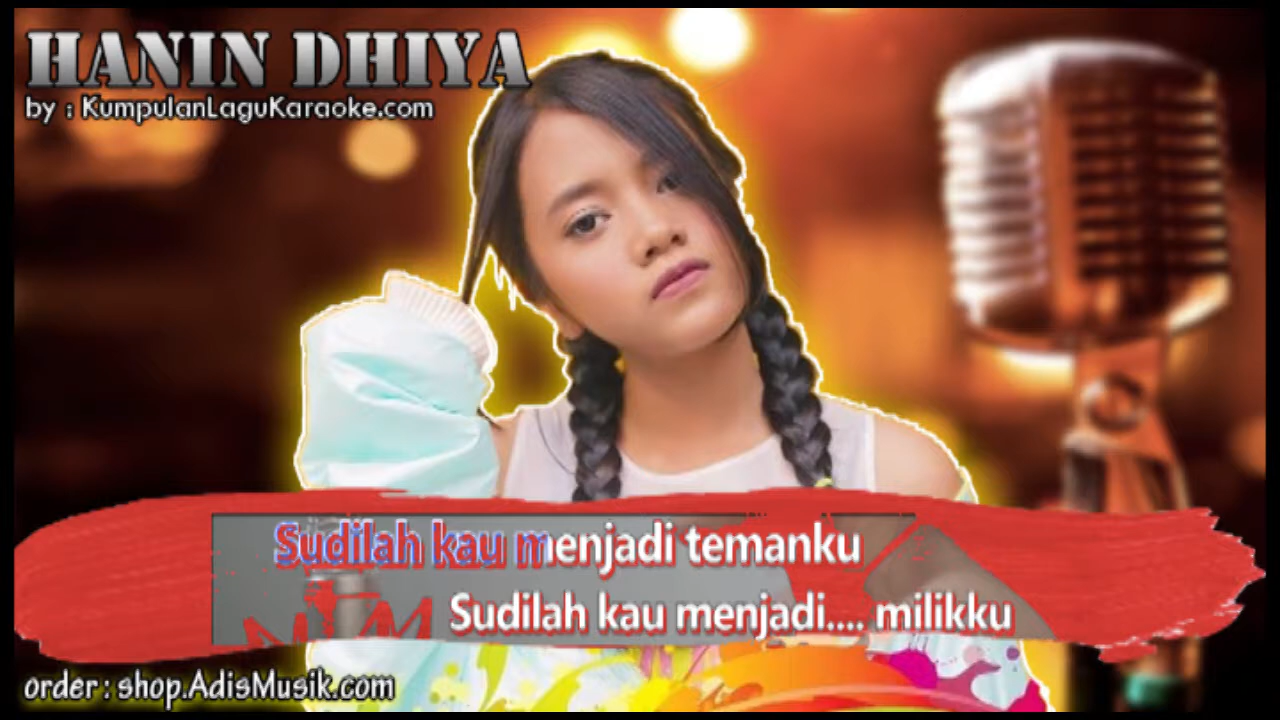 HANIN DHIYA
by : KumpulanLaguKaraoke.com
Sudilah kau menjadi temanku
Sudilah kau menjadi.... milikku
order : shop.AdisMusik.com